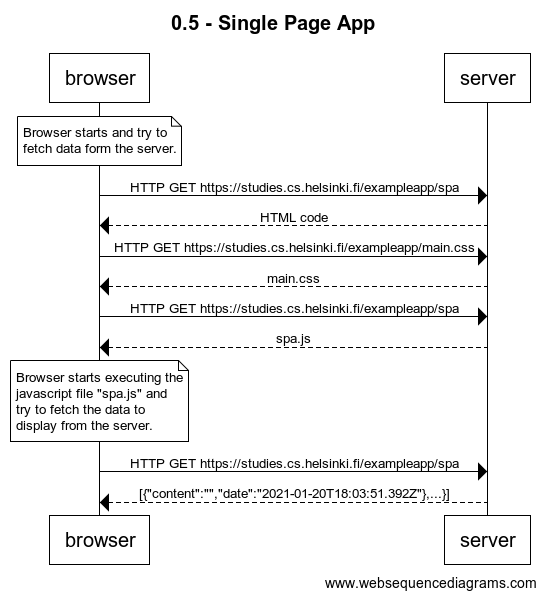 0.5 - Single Page App
browser
server
Browser starts and try to
fetch data form the server.
HTTP GET https://studies.cs.helsinki.fi/exampleapp/spa
HTML code
HTTP GET https://studies.cs.helsinki.fi/exampleapp/main.css
main.css
HTTP GET https://studies.cs.helsinki.fi/exampleapp/spa
spa.js
Browser starts executing the
javascript file "spa.js" and
try to fetch the data to
display from the server.
HTTP GET https://studies.cs.helsinki.fi/exampleapp/spa
[{"content":"","date":"2021-01-20T18:03:51.392Z"},...}]
browser
server
www.websequencediagrams.com